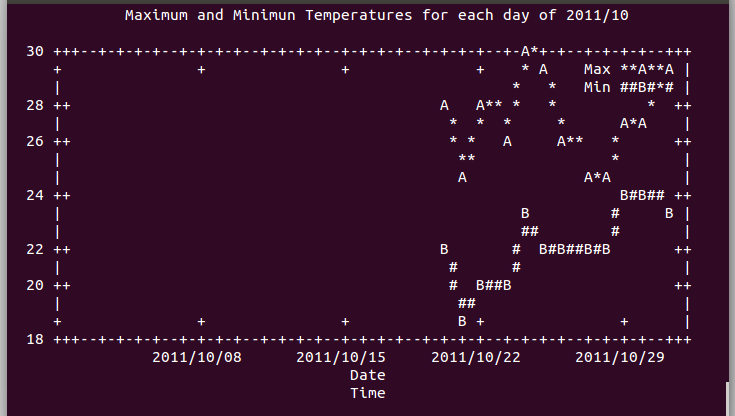 Maximum and Minimun Temperatures for each day of 2011/10
30 +++--+-+-+-+--+-+-+-+--+-+-+-+--+-+-+-+--+-+-+-+--+-A*+--+-+-+-+--+-+--+++
+ + + + * A Max **A**A |
| * * Min ##B#*# |
28 ++ A A** * * * ++
| * * * * A*A |
26 ++ * * A A** * ++
| ** * |
| A A*A |
24 ++ B#B## ++
| B # B |
| ## # |
22 ++ B # B#B##B#B ++
| # # |
20 ++ # B##B ++
| ## |
+ + + B + + |
18 +++--+-+-+-+--+-+-+-+--+-+-+-+--+-+-+-+--+-+-+-+--+-+-+-+--+-+-+-+--+++
2011/10/08 2011/10/15 2011/10/22 2011/10/29
Date
Time